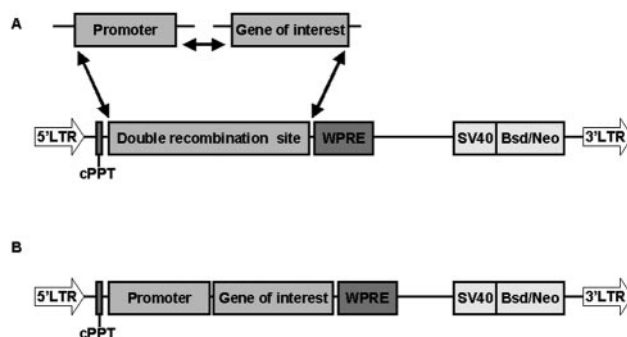 A
Promoter Gene of interest
5'LTR Double recombination site WPRE SV40 Bsd/Neo 3'LTR
cPPT
B
5'LTR Promoter Gene of interest WPRE SV40 Bsd/Neo 3'LTR
cPPT